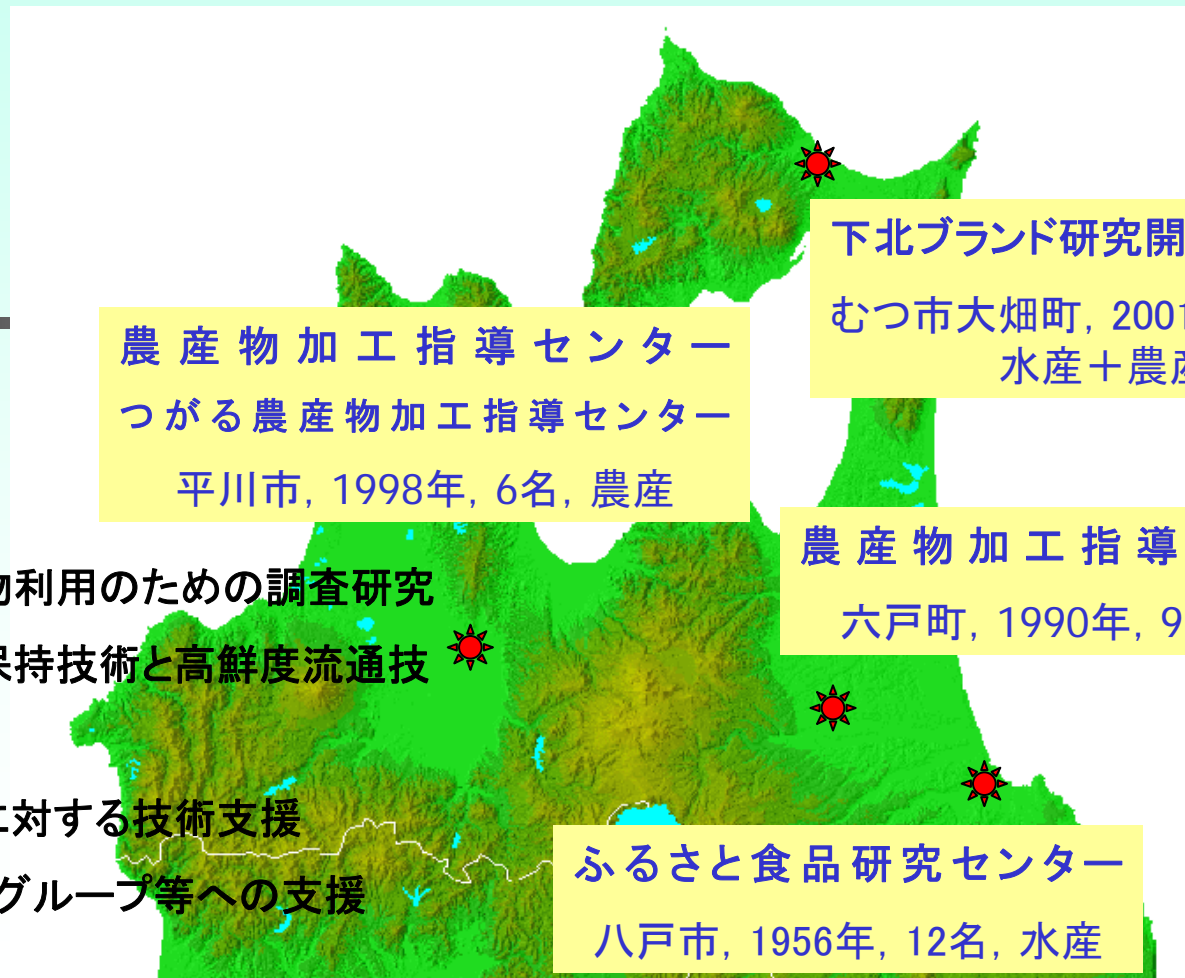 下北ブランド研究開
むつ市大畑町, 2001
水産＋農産
農産物加工指導センター
つがる農産物加工指導センター
平川市, 1998年, 6名, 農産
農産物加工指導
六戸町, 1990年, 9
物利用のための調査研究
保持技術と高鮮度流通技
に対する技術支援
グループ等への支援
ふるさと食品研究センター
八戸市, 1956年, 12名, 水産